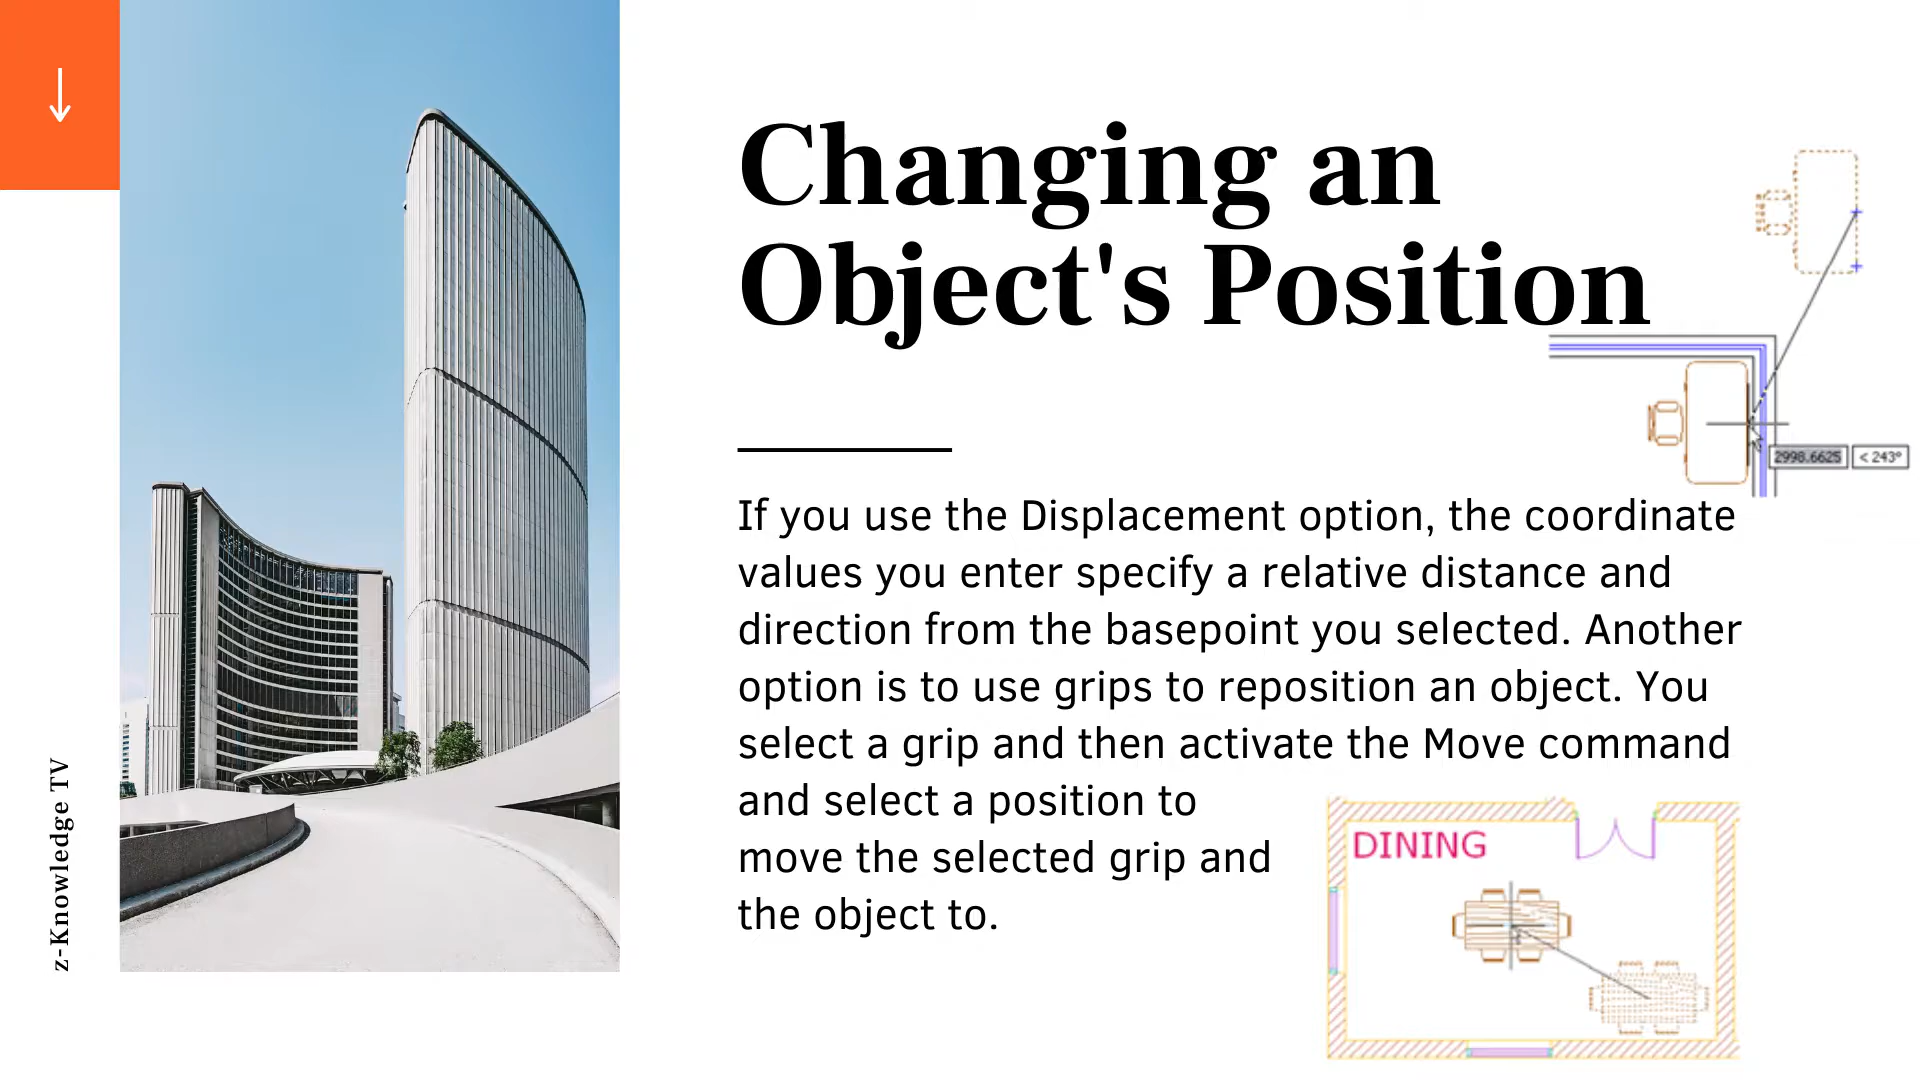 Changing an
Object's Position
2998.6625 < 243°
If you use the Displacement option, the coordinate
values you enter specify a relative distance and
direction from the basepoint you selected. Another
option is to use grips to reposition an object. You
select a grip and then activate the Move command
and select a position to
move the selected grip and
the object to.
DINING
z-Knowledge TV